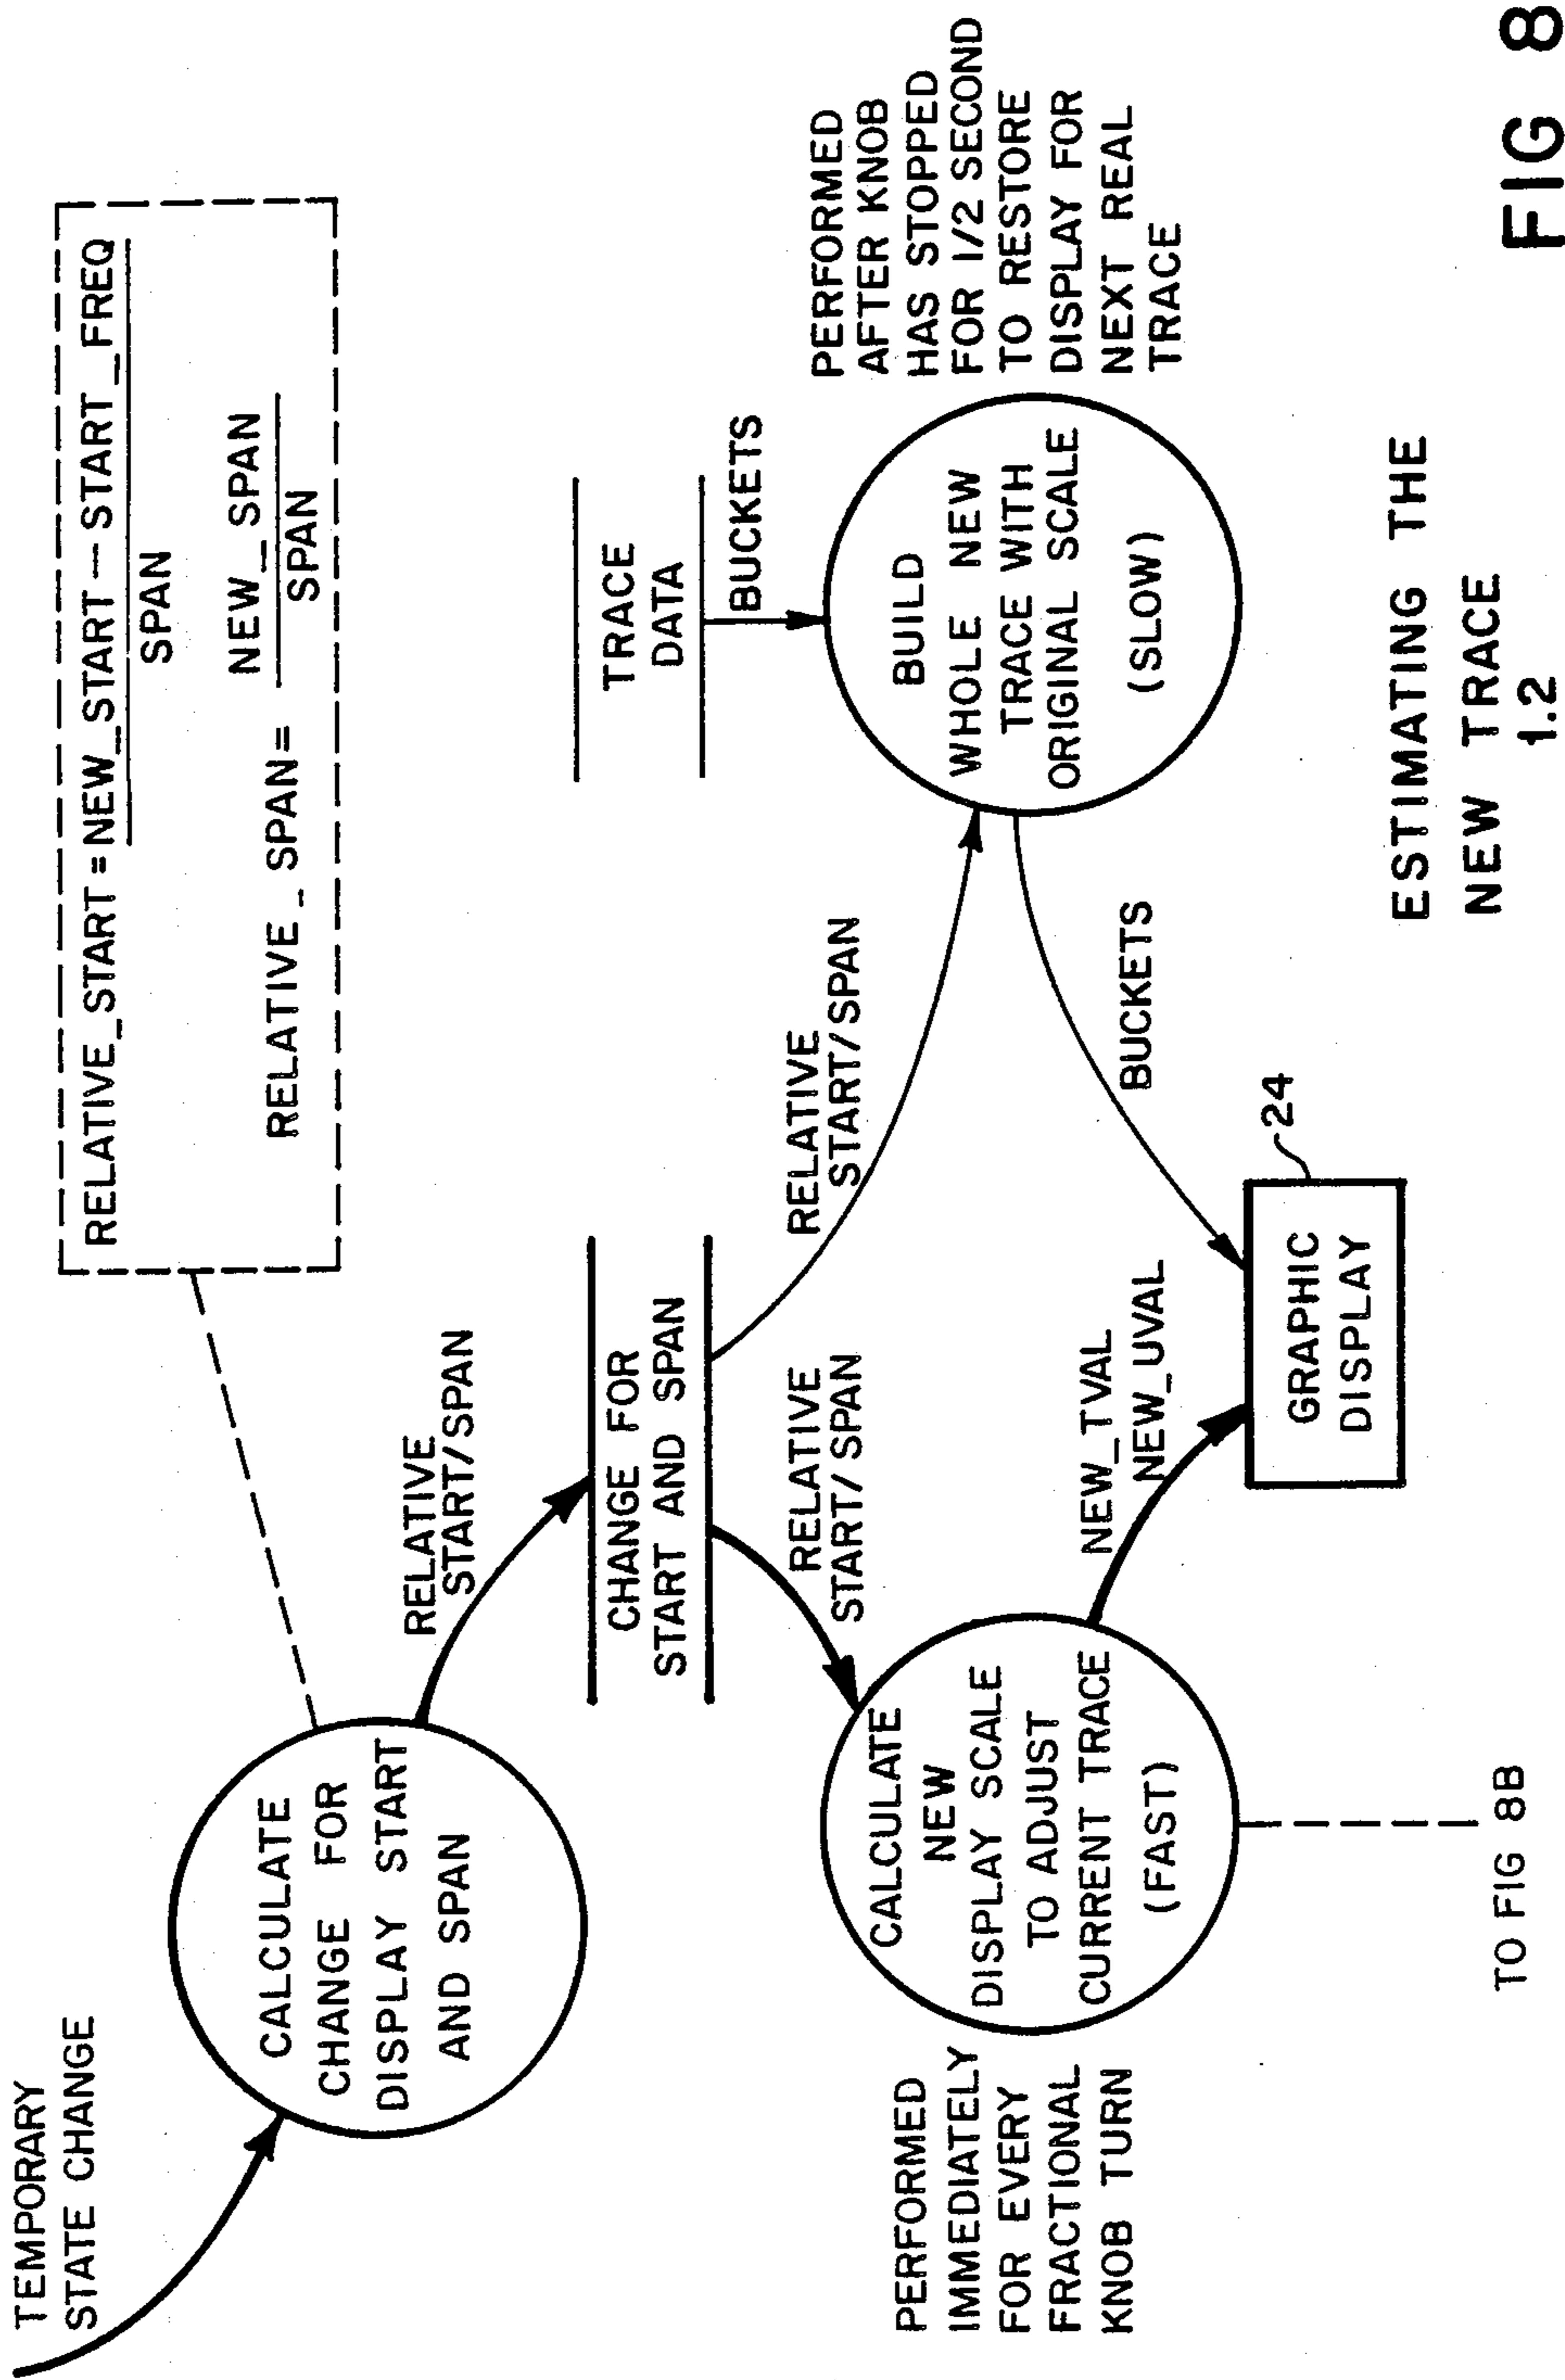 TEMPORARY
STATE CHANGE
CALCULATE
CHANGE FOR
DISPLAY START
AND SPAN
RELATIVE_START = NEW_START — START_FREQ
SPAN
RELATIVE_SPAN = NEW_SPAN
SPAN
RELATIVE
START/SPAN
CHANGE FOR
START AND SPAN
TRACE
DATA
BUCKETS
RELATIVE
START/SPAN
RELATIVE
START/SPAN
PERFORMED
IMMEDIATELY
FOR EVERY
FRACTIONAL
KNOB TURN
CALCULATE
NEW
DISPLAY SCALE
TO ADJUST
CURRENT TRACE
(FAST)
NEW_TVAL
NEW_UVAL
BUCKETS
BUILD
WHOLE NEW
TRACE WITH
ORIGINAL SCALE
(SLOW)
PERFORMED
AFTER KNOB
HAS STOPPED
FOR 1/2 SECOND
TO RESTORE
DISPLAY FOR
NEXT REAL
TRACE
24
GRAPHIC
DISPLAY
TO FIG 8B
ESTIMATING THE
NEW TRACE
1.2
FIG 8